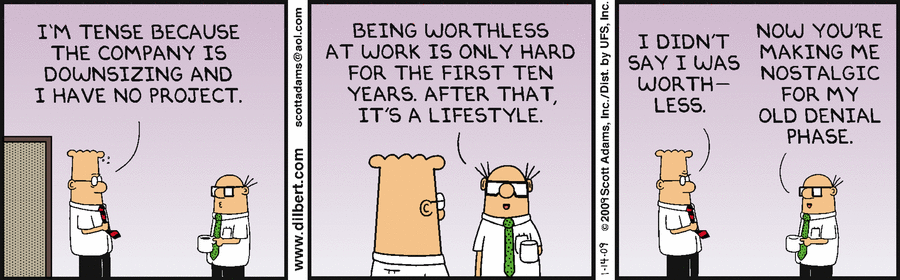 I'M TENSE BECAUSE
THE COMPANY IS
DOWNSIZING AND
I HAVE NO PROJECT.
www.dilbert.com
scottadams@aol.com
BEING WORTHLESS
AT WORK IS ONLY HARD
FOR THE FIRST TEN
YEARS. AFTER THAT,
IT'S A LIFESTYLE.
1-14-09 ©2009 Scott Adams, Inc./Dist. by UFS, Inc.
I DIDN'T
SAY I WAS
WORTH–
LESS.
NOW YOU'RE
MAKING ME
NOSTALGIC
FOR MY
OLD DENIAL
PHASE.